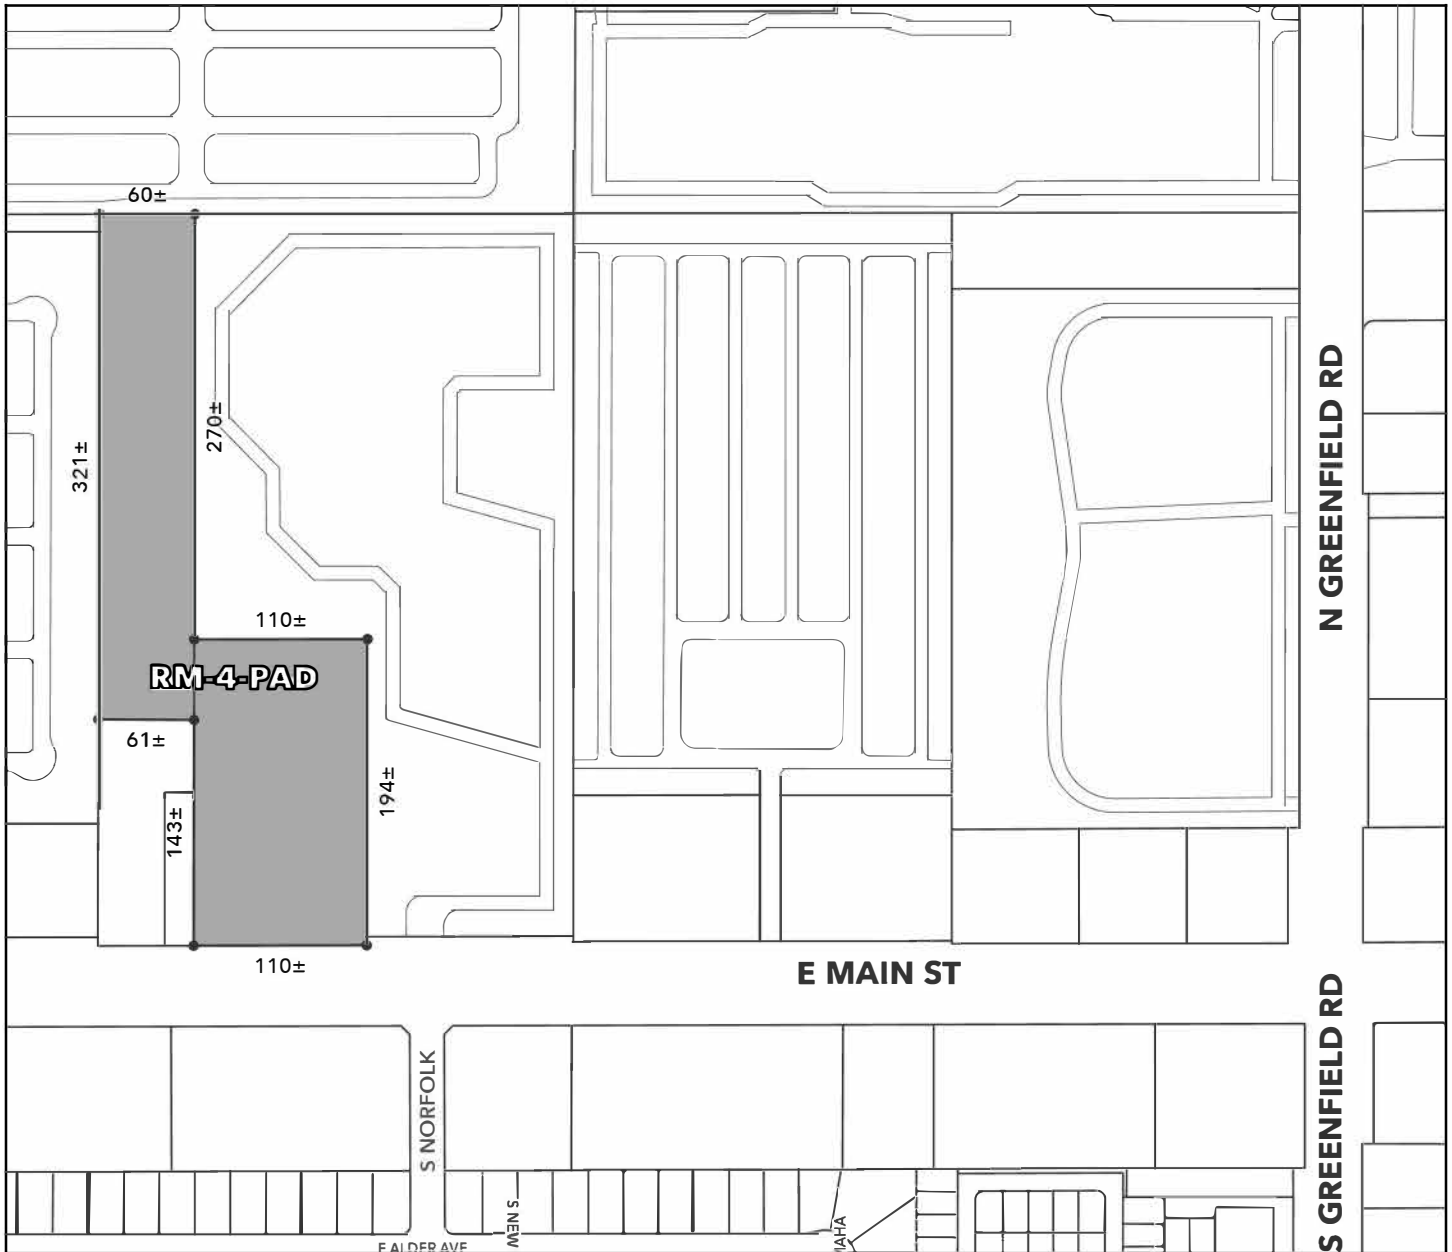 60±
321±
270±
110±
RM-4-PAD
61±
143±
194±
110±
N GREENFIELD RD
E MAIN ST
S GREENFIELD RD
S NORFOLK
S NEW
MAHA
E ALDER AVE